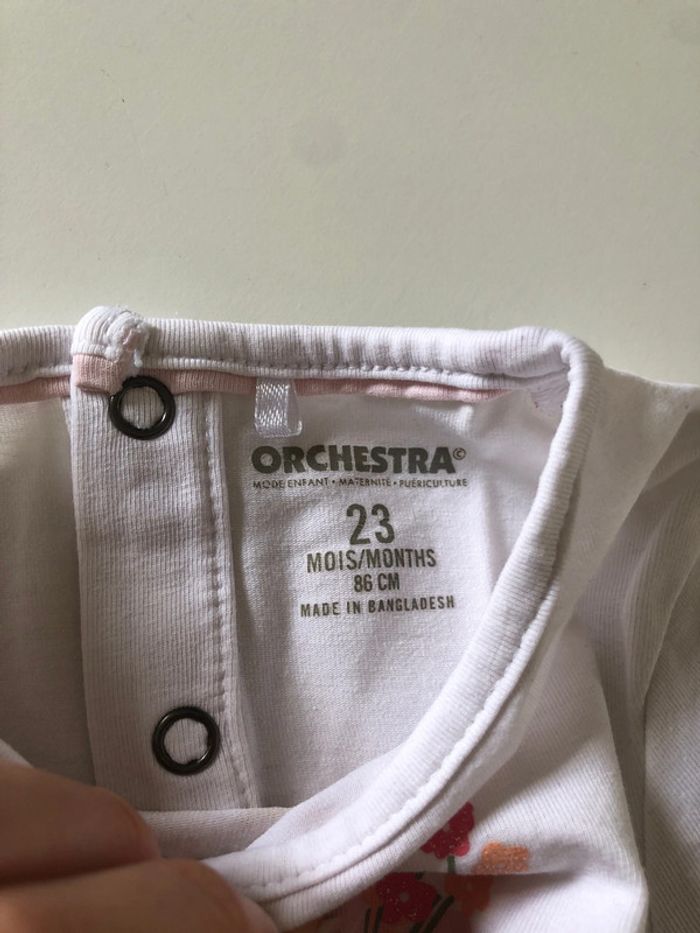 ORCHESTRA©
MODE ENFANT • MATERNITÉ • PUÉRICULTURE
23
MOIS/MONTHS
86 CM
MADE IN BANGLADESH